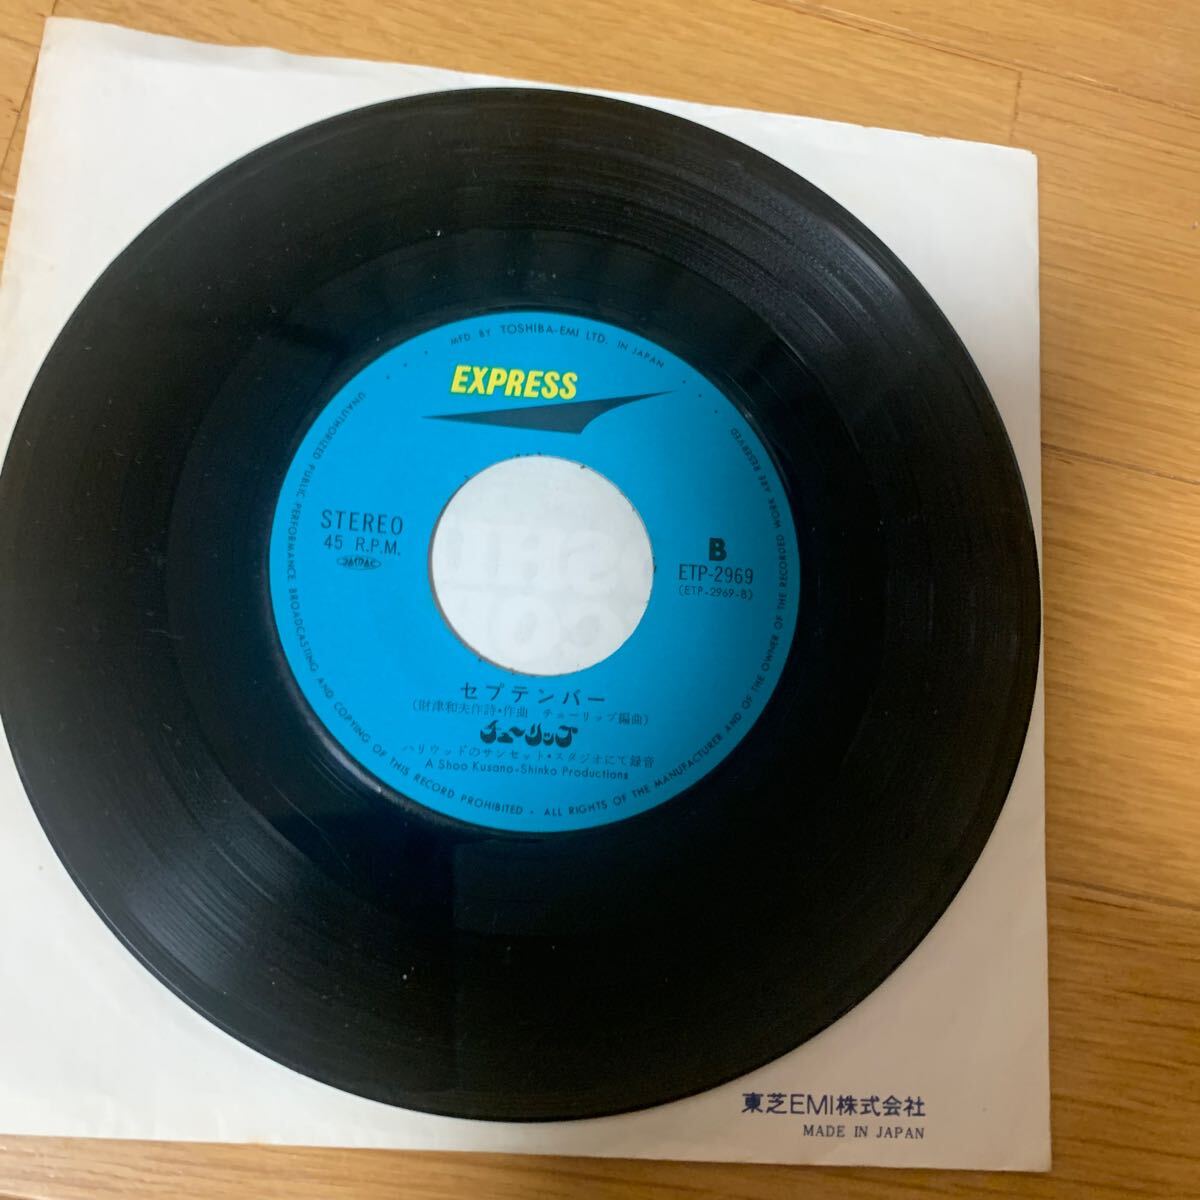 MFD. BY TOSHIBA-EMI LTD. IN JAPAN
EXPRESS
STEREO
45 R.P.M.
B
ETP-2969
(ETP-2969-B)
セプテンバー
(財津和夫作詩・作曲 チューリップ編曲)
チューリップ
ハリウッドのサンセット・スタジオにて録音
A Shoo Kusano-Shinko Productions
UNAUTHORIZED PUBLIC PERFORMANCE BROADCASTING AND COPYING OF THIS RECORD PROHIBITED - ALL RIGHTS OF THE MANUFACTURER AND OF THE OWNER OF THE RECORDED WORK ARE RESERVED
東芝EMI株式会社
MADE IN JAPAN